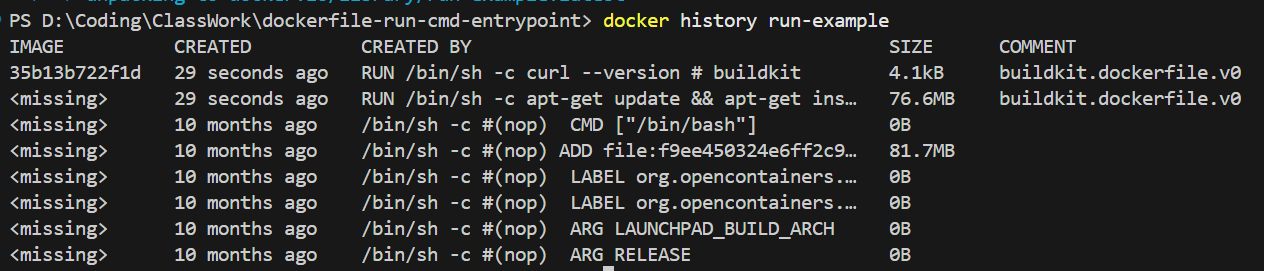 PS D:\Coding\ClassWork\dockerfile-run-cmd-entrypoint> docker history run-example
IMAGE CREATED CREATED BY SIZE COMMENT
35b13b722f1d 29 seconds ago RUN /bin/sh -c curl --version # buildkit 4.1kB buildkit.dockerfile.v0
<missing> 29 seconds ago RUN /bin/sh -c apt-get update && apt-get ins… 76.6MB buildkit.dockerfile.v0
<missing> 10 months ago /bin/sh -c #(nop) CMD ["/bin/bash"] 0B
<missing> 10 months ago /bin/sh -c #(nop) ADD file:f9ee450324e6ff2c9… 81.7MB
<missing> 10 months ago /bin/sh -c #(nop) LABEL org.opencontainers.… 0B
<missing> 10 months ago /bin/sh -c #(nop) LABEL org.opencontainers.… 0B
<missing> 10 months ago /bin/sh -c #(nop) ARG LAUNCHPAD_BUILD_ARCH 0B
<missing> 10 months ago /bin/sh -c #(nop) ARG RELEASE 0B